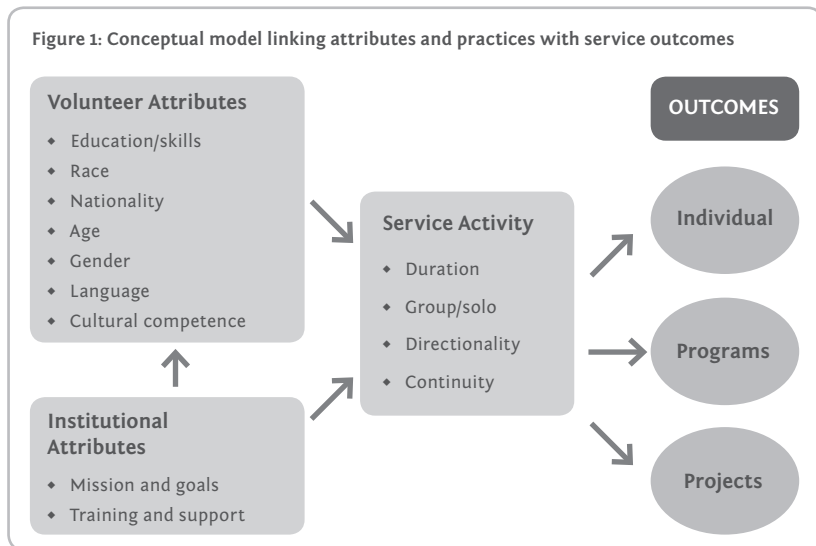 Figure 1: Conceptual model linking attributes and practices with service outcomes
Volunteer Attributes
◆ Education/skills
◆ Race
◆ Nationality
◆ Age
◆ Gender
◆ Language
◆ Cultural competence
Institutional
Attributes
◆ Mission and goals
◆ Training and support
Service Activity
◆ Duration
◆ Group/solo
◆ Directionality
◆ Continuity
OUTCOMES
Individual
Programs
Projects